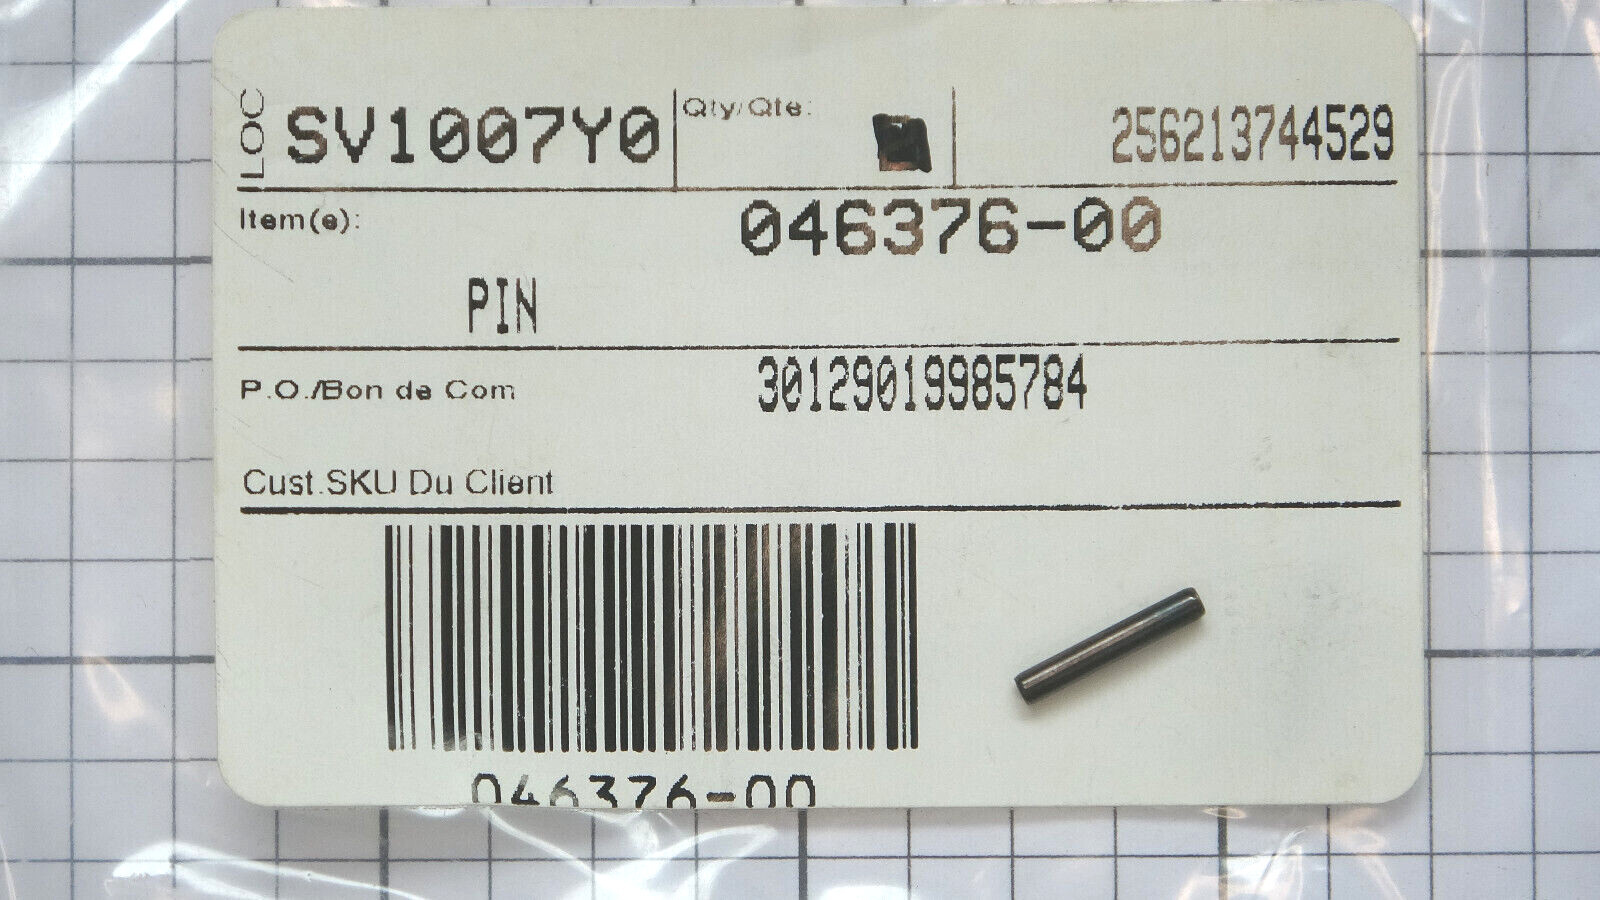 LOC SV1007Y0 Qty/Qte: 256213744529
Item(e): 046376-00
PIN
P.O./Bon de Com 30129019985784
Cust.SKU Du Client
046376-00